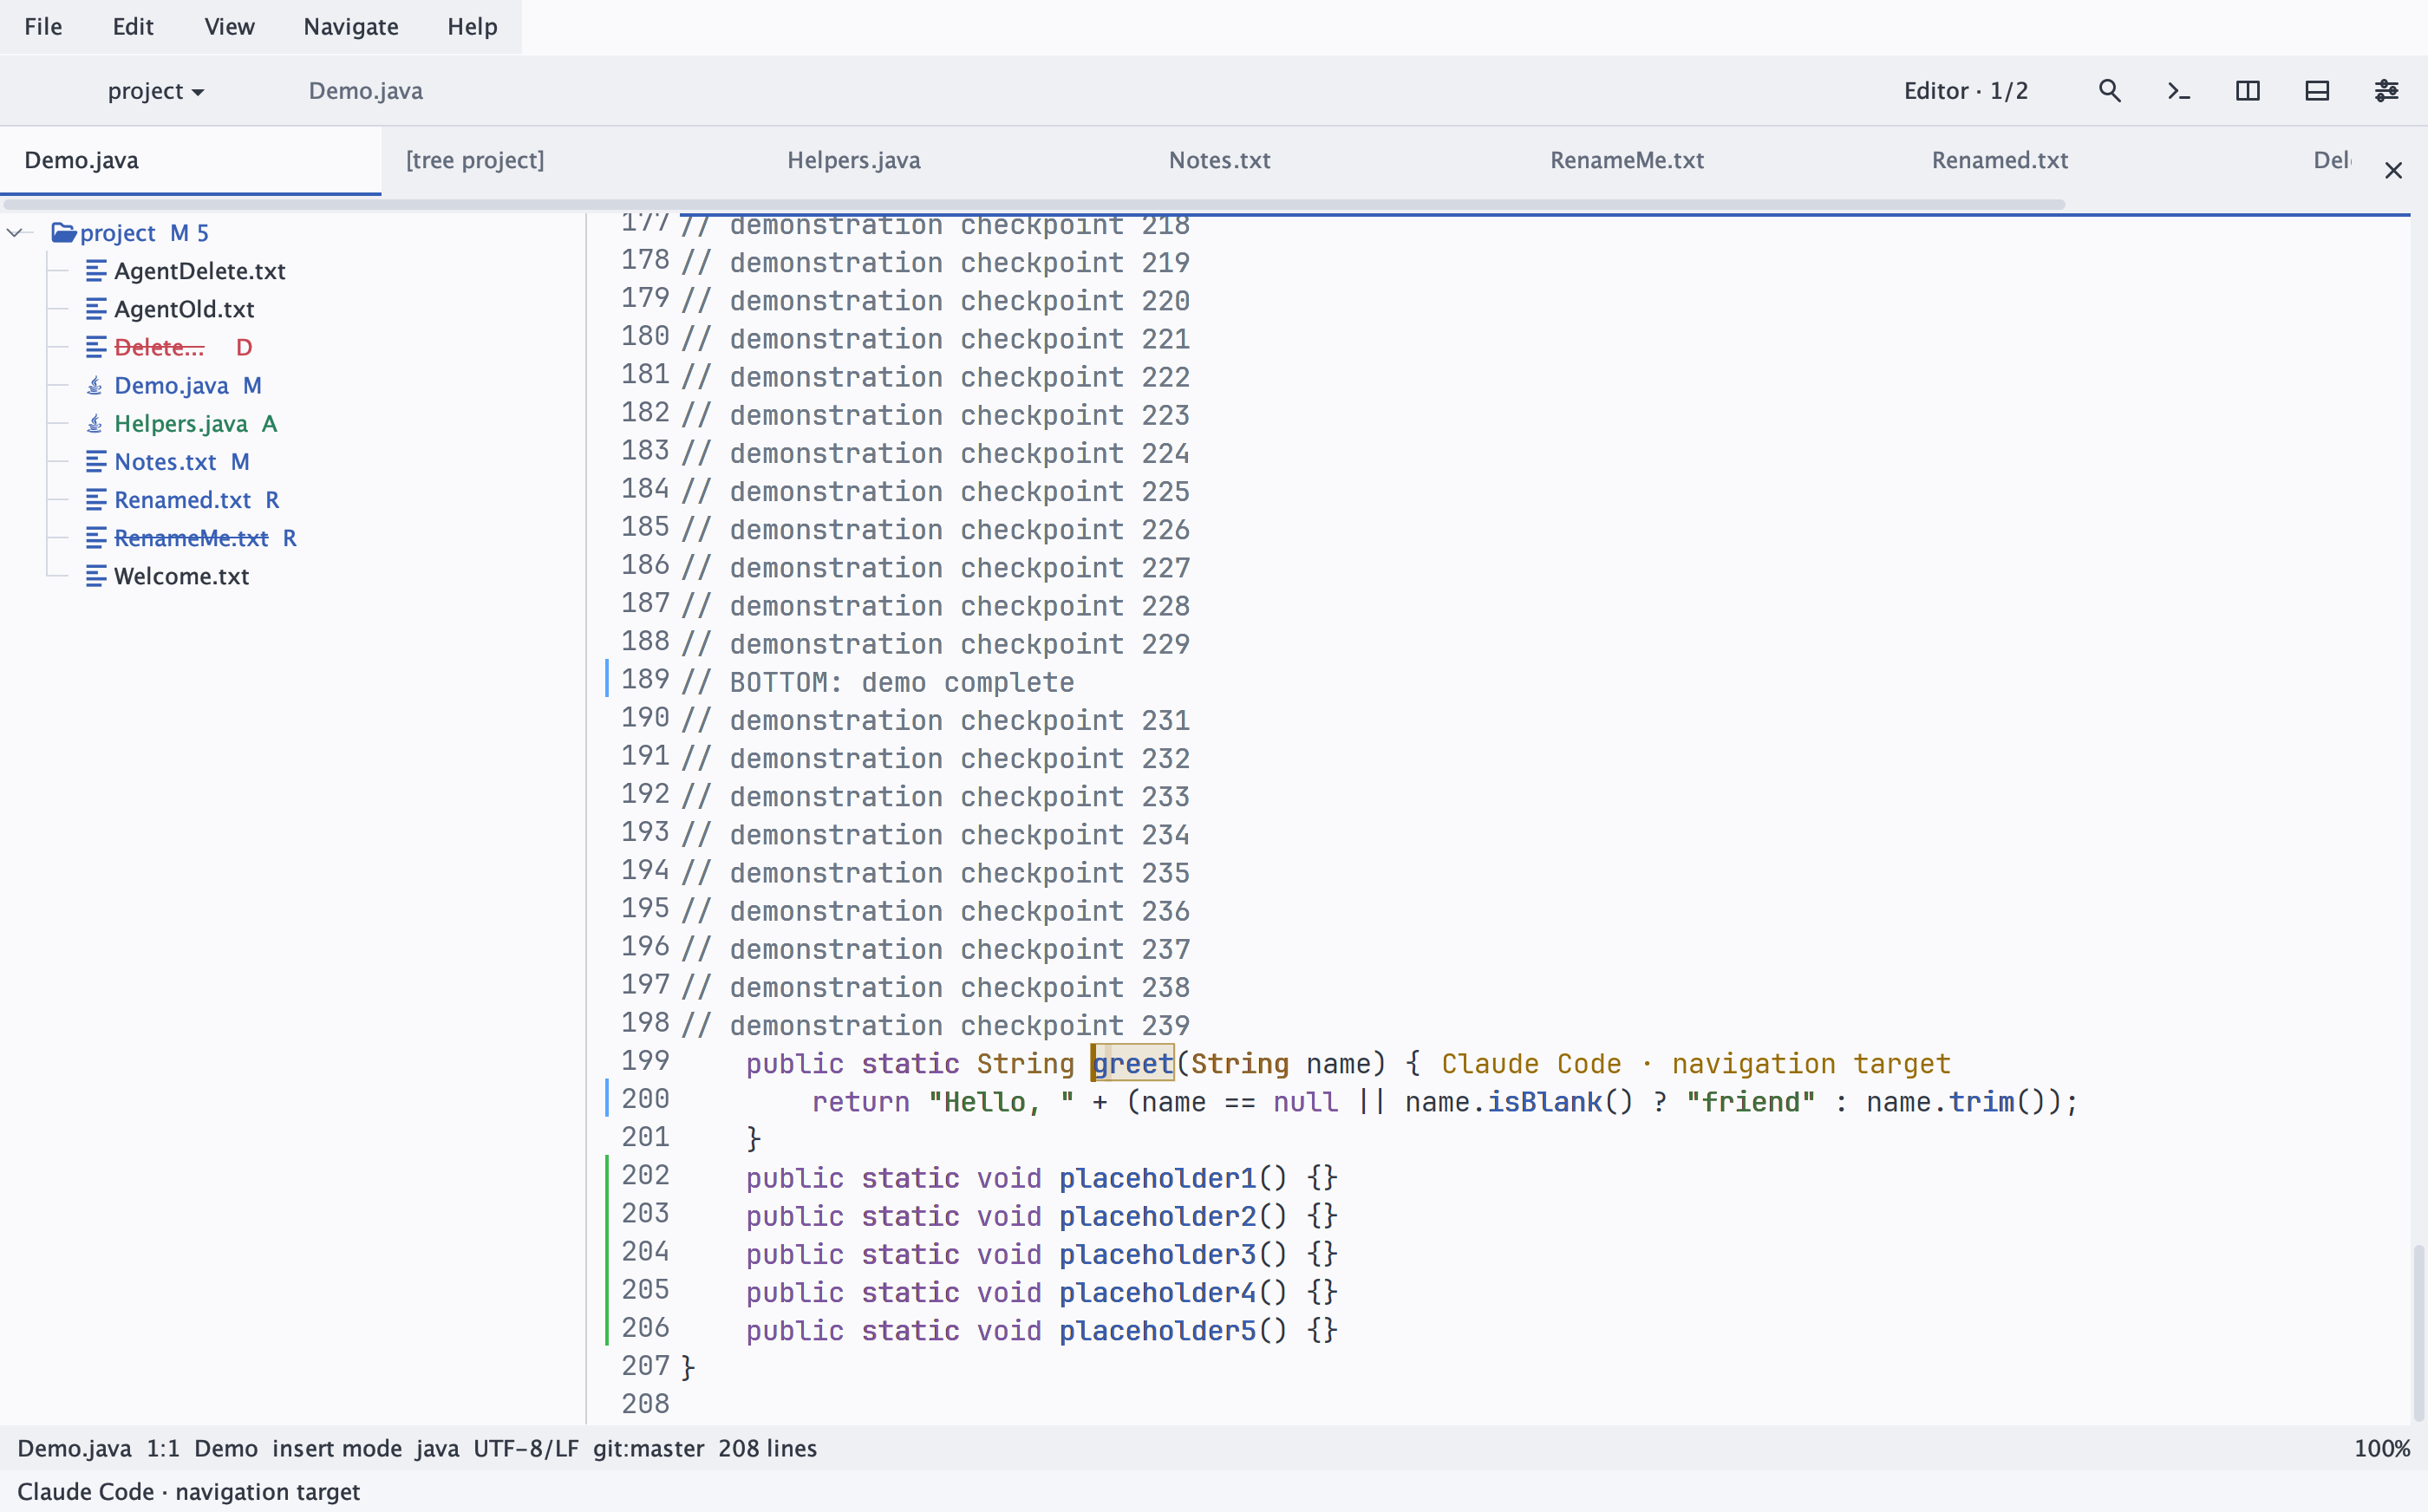 File Edit View Navigate Help
project Demo.java Editor · 1/2
Demo.java [tree project] Helpers.java Notes.txt RenameMe.txt Renamed.txt Del
project M 5
AgentDelete.txt
AgentOld.txt
Delete... D
Demo.java M
Helpers.java A
Notes.txt M
Renamed.txt R
RenameMe.txt R
Welcome.txt
177 // demonstration checkpoint 218
178 // demonstration checkpoint 219
179 // demonstration checkpoint 220
180 // demonstration checkpoint 221
181 // demonstration checkpoint 222
182 // demonstration checkpoint 223
183 // demonstration checkpoint 224
184 // demonstration checkpoint 225
185 // demonstration checkpoint 226
186 // demonstration checkpoint 227
187 // demonstration checkpoint 228
188 // demonstration checkpoint 229
189 // BOTTOM: demo complete
190 // demonstration checkpoint 231
191 // demonstration checkpoint 232
192 // demonstration checkpoint 233
193 // demonstration checkpoint 234
194 // demonstration checkpoint 235
195 // demonstration checkpoint 236
196 // demonstration checkpoint 237
197 // demonstration checkpoint 238
198 // demonstration checkpoint 239
199     public static String greet(String name) { Claude Code · navigation target
200         return "Hello, " + (name == null || name.isBlank() ? "friend" : name.trim());
201     }
202     public static void placeholder1() {}
203     public static void placeholder2() {}
204     public static void placeholder3() {}
205     public static void placeholder4() {}
206     public static void placeholder5() {}
207 }
208
Demo.java 1:1 Demo insert mode java UTF-8/LF git:master 208 lines 100%
Claude Code · navigation target